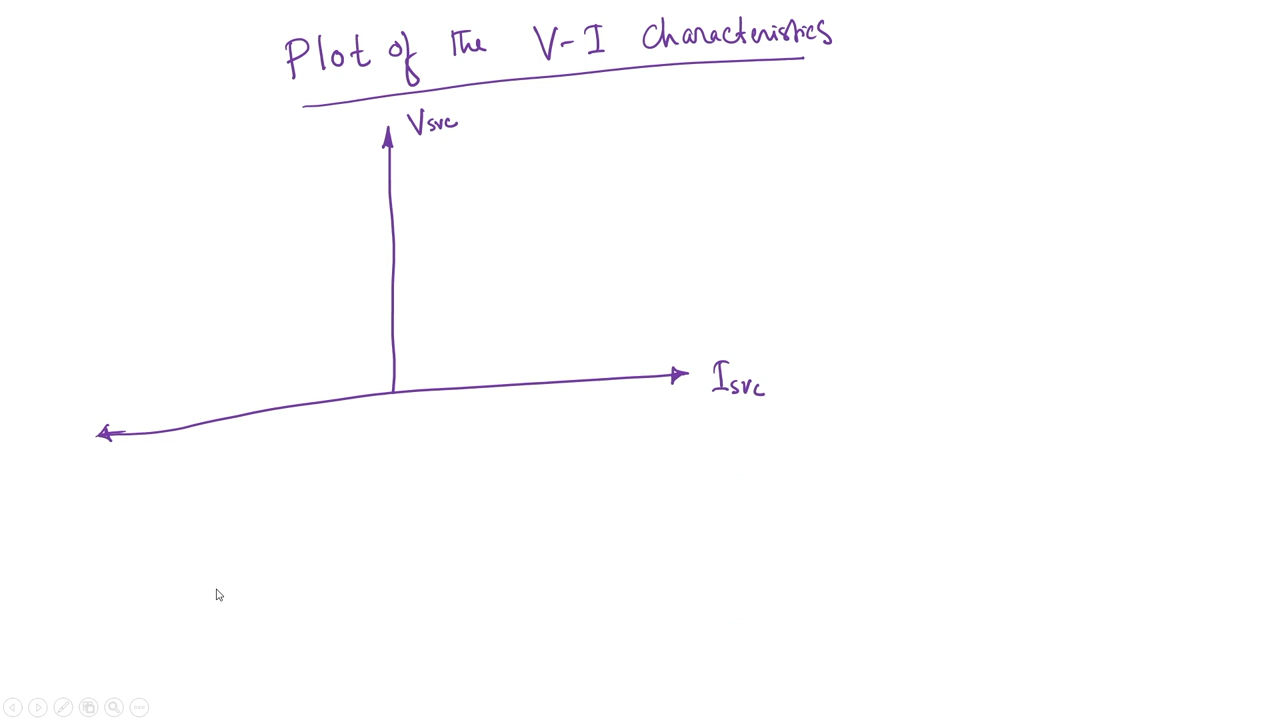 Plot of the V-I characteristics
Vsvc
Isvc